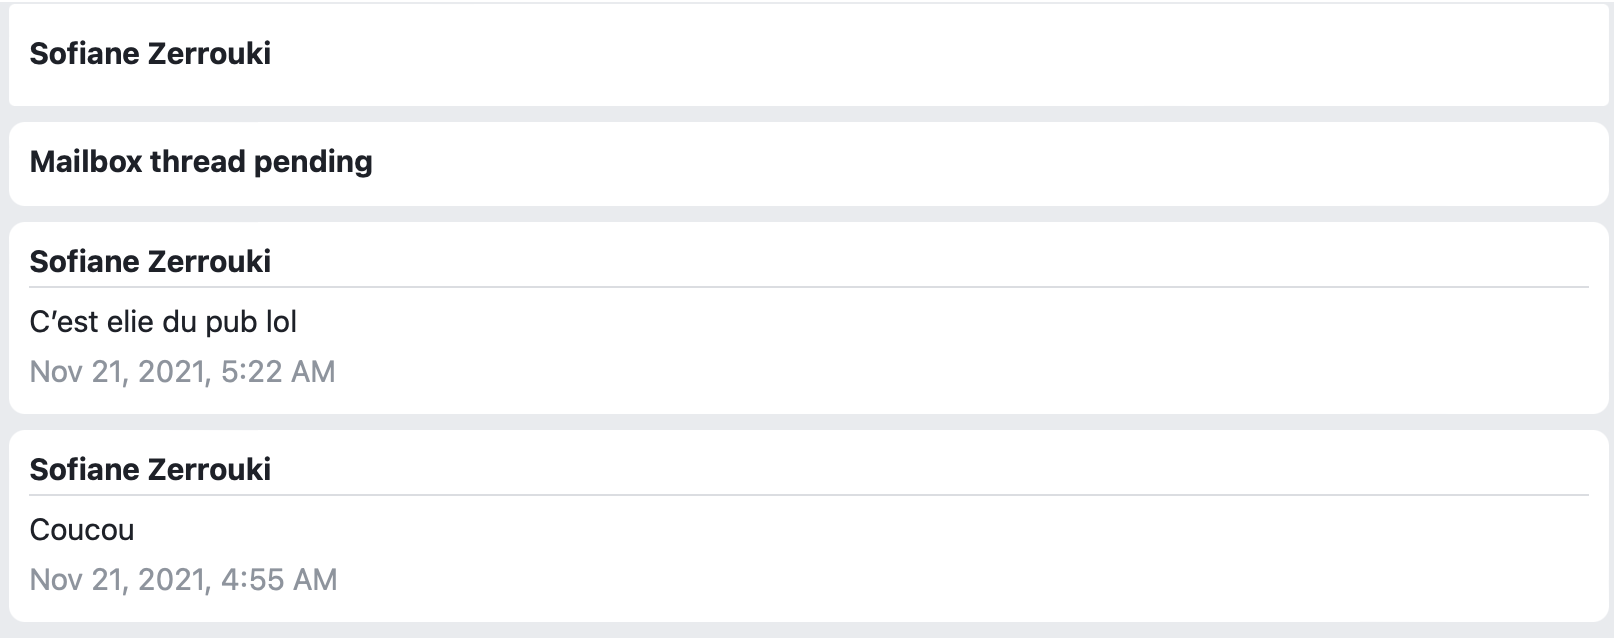 Sofiane Zerrouki
Mailbox thread pending
Sofiane Zerrouki
C’est elie du pub lol
Nov 21, 2021, 5:22 AM
Sofiane Zerrouki
Coucou
Nov 21, 2021, 4:55 AM